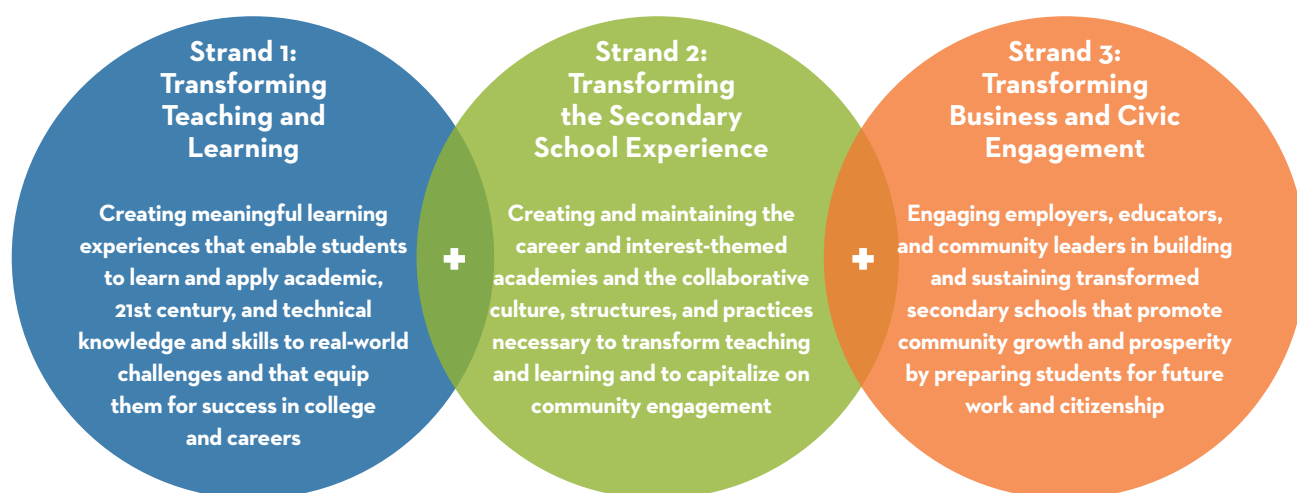 Strand 1:
Transforming
Teaching and
Learning
Creating meaningful learning
experiences that enable students
to learn and apply academic,
21st century, and technical
knowledge and skills to real-world
challenges and that equip
them for success in college
and careers
+
Strand 2:
Transforming
the Secondary
School Experience
Creating and maintaining the
career and interest-themed
academies and the collaborative
culture, structures, and practices
necessary to transform teaching
and learning and to capitalize on
community engagement
+
Strand 3:
Transforming
Business and Civic
Engagement
Engaging employers, educators,
and community leaders in building
and sustaining transformed
secondary schools that promote
community growth and prosperity
by preparing students for future
work and citizenship